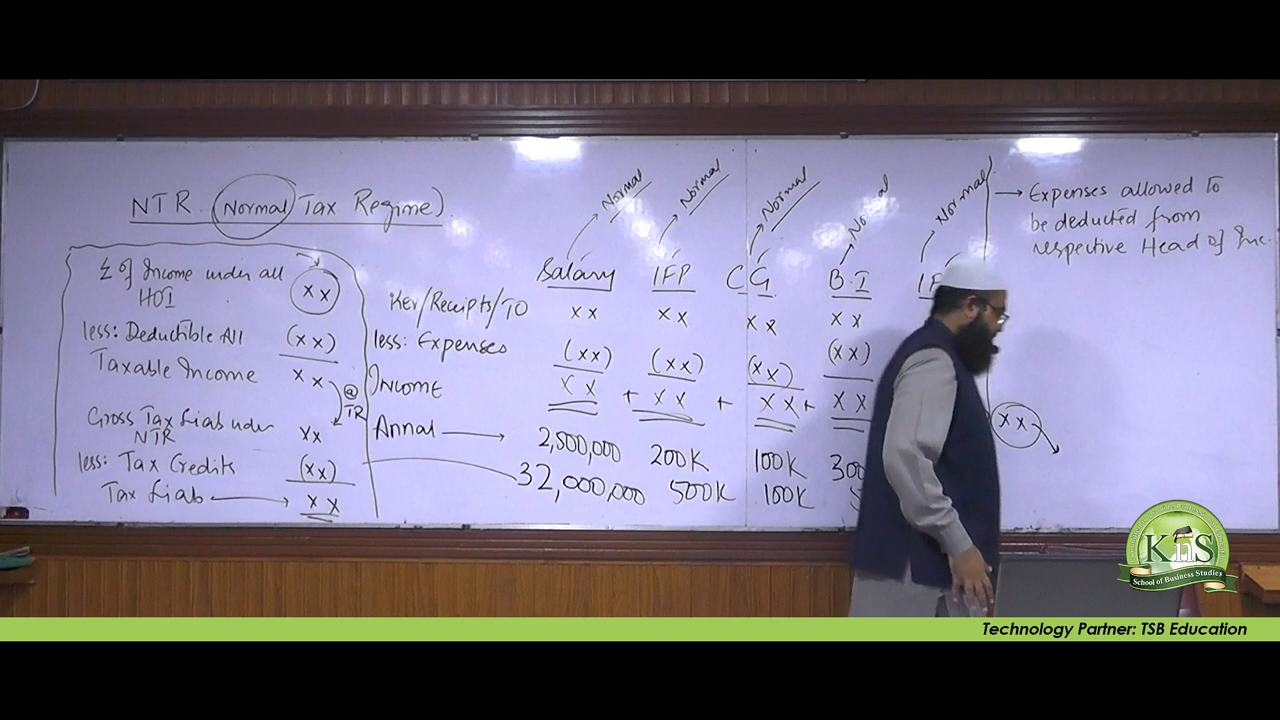 NTR (Normal Tax Regime)
Σ of Income under all
HOI
xx
less: Deductible All
(xx)
Taxable Income
xx
@
TR
Gross Tax Liab under
NTR
xx
less: Tax Credits
(xx)
Tax Liab
xx
Normal Normal Normal Normal Normal
Salary IFP CG B.I
Rev/Receipts/TO xx xx xx xx
less: Expenses (xx) (xx) (xx) (xx)
Income xx + xx + xx + xx
xx
2,500,000 200K 100K
32,000,000 500K 100K
Expenses allowed to
be deducted from
respective Head of Inc.
KnS
School of Business Studies
Technology Partner: TSB Education